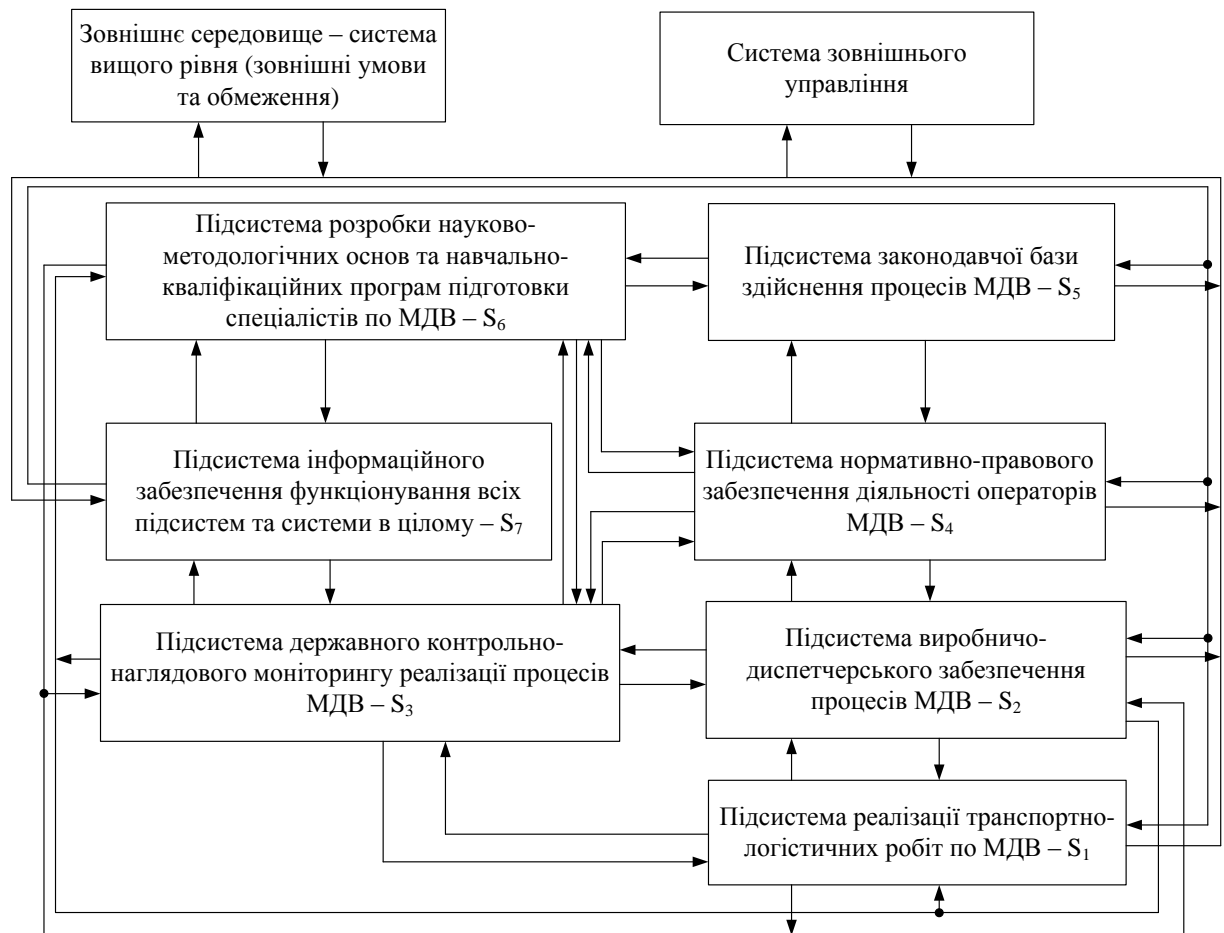 Зовнішнє середовище – система
вищого рівня (зовнішні умови
та обмеження)
Система зовнішнього
управління
Підсистема розробки науково-
методологічних основ та навчально-
кваліфікаційних програм підготовки
спеціалістів по МДВ – S₆
Підсистема законодавчої бази
здійснення процесів МДВ – S₅
Підсистема інформаційного
забезпечення функціонування всіх
підсистем та системи в цілому – S₇
Підсистема нормативно-правового
забезпечення діяльності операторів
МДВ – S₄
Підсистема державного контрольно-
наглядового моніторингу реалізації процесів
МДВ – S₃
Підсистема виробничо-
диспетчерського забезпечення
процесів МДВ – S₂
Підсистема реалізації транспортно-
логістичних робіт по МДВ – S₁